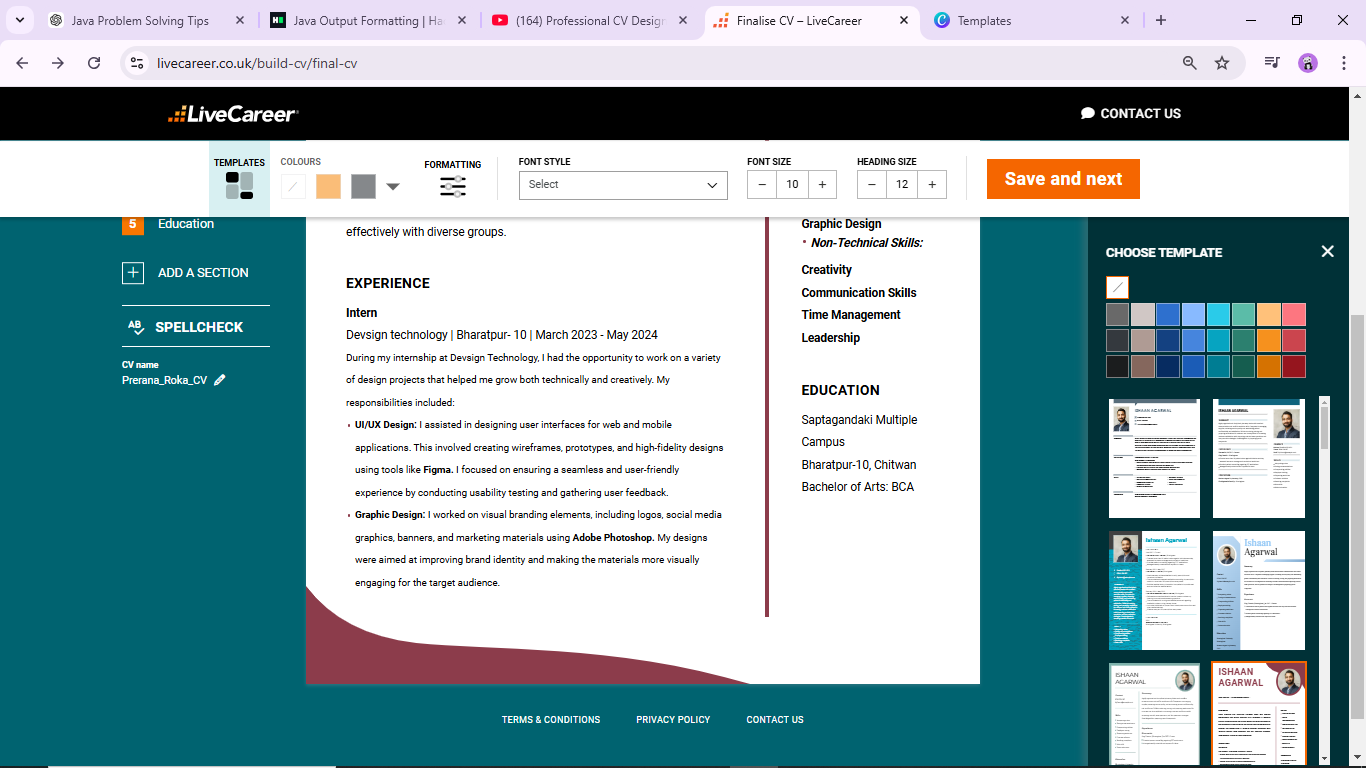 Java Problem Solving Tips
Java Output Formatting | Ha
(164) Professional CV Design
Finalise CV – LiveCareer
Templates
livecareer.co.uk/build-cv/final-cv
LiveCareer
CONTACT US
TEMPLATES
COLOURS
FORMATTING
FONT STYLE
Select
FONT SIZE
− 10 +
HEADING SIZE
− 12 +
Save and next
5 Education
ADD A SECTION
SPELLCHECK
CV name
Prerana_Roka_CV
effectively with diverse groups.
EXPERIENCE
Intern
Devsign technology | Bharatpur- 10 | March 2023 - May 2024
During my internship at Devsign Technology, I had the opportunity to work on a variety
of design projects that helped me grow both technically and creatively. My
responsibilities included:
• UI/UX Design: I assisted in designing user interfaces for web and mobile
applications. This involved creating wireframes, prototypes, and high-fidelity designs
using tools like Figma. I focused on ensuring a seamless and user-friendly
experience by conducting usability testing and gathering user feedback.
• Graphic Design: I worked on visual branding elements, including logos, social media
graphics, banners, and marketing materials using Adobe Photoshop. My designs
were aimed at improving brand identity and making the materials more visually
engaging for the target audience.
Graphic Design
• Non-Technical Skills:
Creativity
Communication Skills
Time Management
Leadership
EDUCATION
Saptagandaki Multiple
Campus
Bharatpur-10, Chitwan
Bachelor of Arts: BCA
CHOOSE TEMPLATE
ISHAAN AGARWAL
ISHAAN AGARWAL
Ishaan Agarwal
Ishaan
Agarwal
ISHAAN
AGARWAL
ISHAAN
AGARWAL
TERMS & CONDITIONS
PRIVACY POLICY
CONTACT US